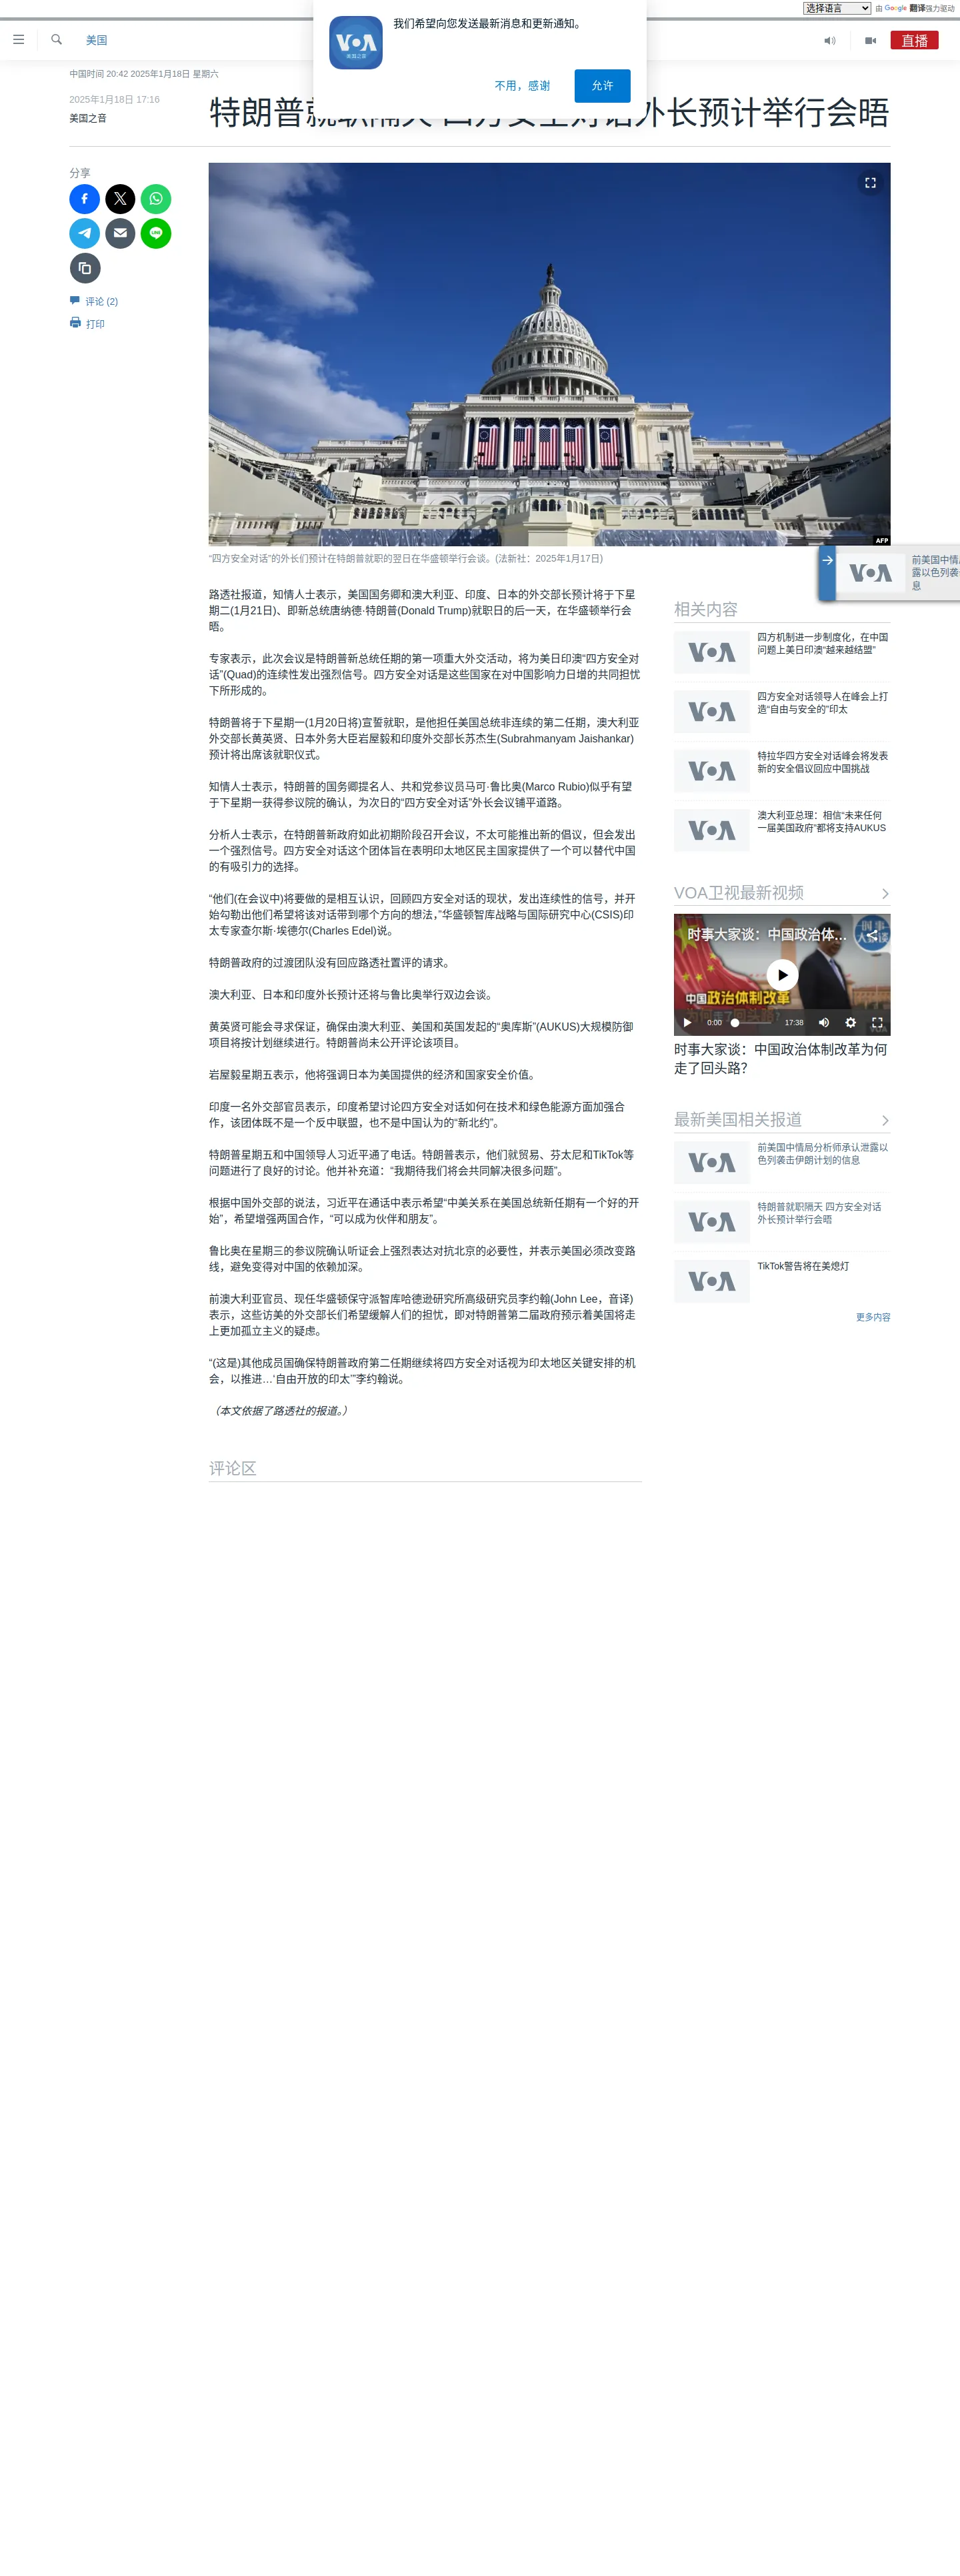 选择语言 由 Google 翻译强力驱动
我们希望向您发送最新消息和更新通知。
VOA
美国之音
不用，感谢
允许
美国
直播
中国时间 20:42 2025年1月18日 星期六
2025年1月18日 17:16
美国之音
特朗普就职隔天 四方安全对话外长预计举行会晤
分享
LINE
评论 (2)
打印
AFP
“四方安全对话”的外长们预计在特朗普就职的翌日在华盛顿举行会谈。(法新社：2025年1月17日)
路透社报道，知情人士表示，美国国务卿和澳大利亚、印度、日本的外交部长预计将于下星
期二(1月21日)、即新总统唐纳德·特朗普(Donald Trump)就职日的后一天，在华盛顿举行会
晤。
专家表示，此次会议是特朗普新总统任期的第一项重大外交活动，将为美日印澳“四方安全对
话”(Quad)的连续性发出强烈信号。四方安全对话是这些国家在对中国影响力日增的共同担忧
下所形成的。
特朗普将于下星期一(1月20日将)宣誓就职，是他担任美国总统非连续的第二任期，澳大利亚
外交部长黄英贤、日本外务大臣岩屋毅和印度外交部长苏杰生(Subrahmanyam Jaishankar)
预计将出席该就职仪式。
知情人士表示，特朗普的国务卿提名人、共和党参议员马可·鲁比奥(Marco Rubio)似乎有望
于下星期一获得参议院的确认，为次日的“四方安全对话”外长会议铺平道路。
分析人士表示，在特朗普新政府如此初期阶段召开会议，不太可能推出新的倡议，但会发出
一个强烈信号。四方安全对话这个团体旨在表明印太地区民主国家提供了一个可以替代中国
的有吸引力的选择。
“他们(在会议中)将要做的是相互认识，回顾四方安全对话的现状，发出连续性的信号，并开
始勾勒出他们希望将该对话带到哪个方向的想法，”华盛顿智库战略与国际研究中心(CSIS)印
太专家查尔斯·埃德尔(Charles Edel)说。
特朗普政府的过渡团队没有回应路透社置评的请求。
澳大利亚、日本和印度外长预计还将与鲁比奥举行双边会谈。
黄英贤可能会寻求保证，确保由澳大利亚、美国和英国发起的“奥库斯”(AUKUS)大规模防御
项目将按计划继续进行。特朗普尚未公开评论该项目。
岩屋毅星期五表示，他将强调日本为美国提供的经济和国家安全价值。
印度一名外交部官员表示，印度希望讨论四方安全对话如何在技术和绿色能源方面加强合
作，该团体既不是一个反中联盟，也不是中国认为的“新北约”。
特朗普星期五和中国领导人习近平通了电话。特朗普表示，他们就贸易、芬太尼和TikTok等
问题进行了良好的讨论。他并补充道：“我期待我们将会共同解决很多问题”。
根据中国外交部的说法，习近平在通话中表示希望“中美关系在美国总统新任期有一个好的开
始”，希望增强两国合作，“可以成为伙伴和朋友”。
鲁比奥在星期三的参议院确认听证会上强烈表达对抗北京的必要性，并表示美国必须改变路
线，避免变得对中国的依赖加深。
前澳大利亚官员、现任华盛顿保守派智库哈德逊研究所高级研究员李约翰(John Lee，音译)
表示，这些访美的外交部长们希望缓解人们的担忧，即对特朗普第二届政府预示着美国将走
上更加孤立主义的疑虑。
“(这是)其他成员国确保特朗普政府第二任期继续将四方安全对话视为印太地区关键安排的机
会，以推进…‘自由开放的印太’”李约翰说。
（本文依据了路透社的报道。）
评论区
VOA
前美国中情
露以色列袭
息
相关内容
VOA
四方机制进一步制度化，在中国
问题上美日印澳“越来越结盟”
VOA
四方安全对话领导人在峰会上打
造“自由与安全的”印太
VOA
特拉华四方安全对话峰会将发表
新的安全倡议回应中国挑战
VOA
澳大利亚总理：相信“未来任何
一届美国政府”都将支持AUKUS
VOA卫视最新视频
时事大家谈：中国政治体...
中国政治体制改革
0:00
17:38
时事大家谈：中国政治体制改革为何
走了回头路？
最新美国相关报道
VOA
前美国中情局分析师承认泄露以
色列袭击伊朗计划的信息
VOA
特朗普就职隔天 四方安全对话
外长预计举行会晤
VOA
TikTok警告将在美熄灯
更多内容